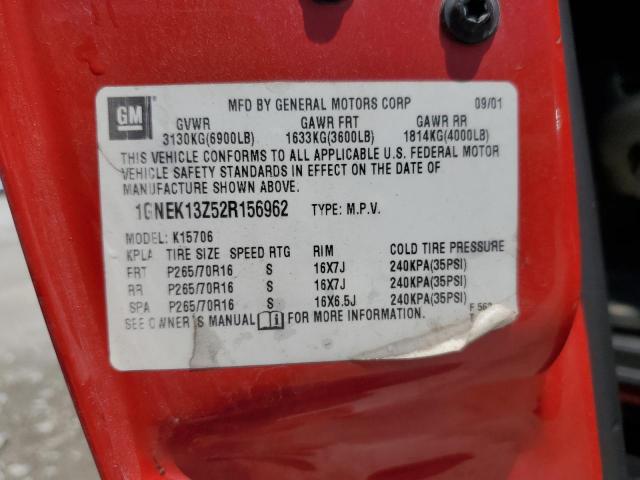 GM
MFD BY GENERAL MOTORS CORP 09/01
GVWR GAWR FRT GAWR RR
3130KG(6900LB) 1633KG(3600LB) 1814KG(4000LB)
THIS VEHICLE CONFORMS TO ALL APPLICABLE U.S. FEDERAL MOTOR
VEHICLE SAFETY STANDARDS IN EFFECT ON THE DATE OF
MANUFACTURE SHOWN ABOVE.
1GNEK13Z52R156962 TYPE: M.P.V.
MODEL: K15706
KPLA TIRE SIZE SPEED RTG RIM COLD TIRE PRESSURE
FRT P265/70R16 S 16X7J 240KPA(35PSI)
RR P265/70R16 S 16X7J 240KPA(35PSI)
SPA P265/70R16 S 16X6.5J 240KPA(35PSI)
SEE OWNER'S MANUAL FOR MORE INFORMATION.